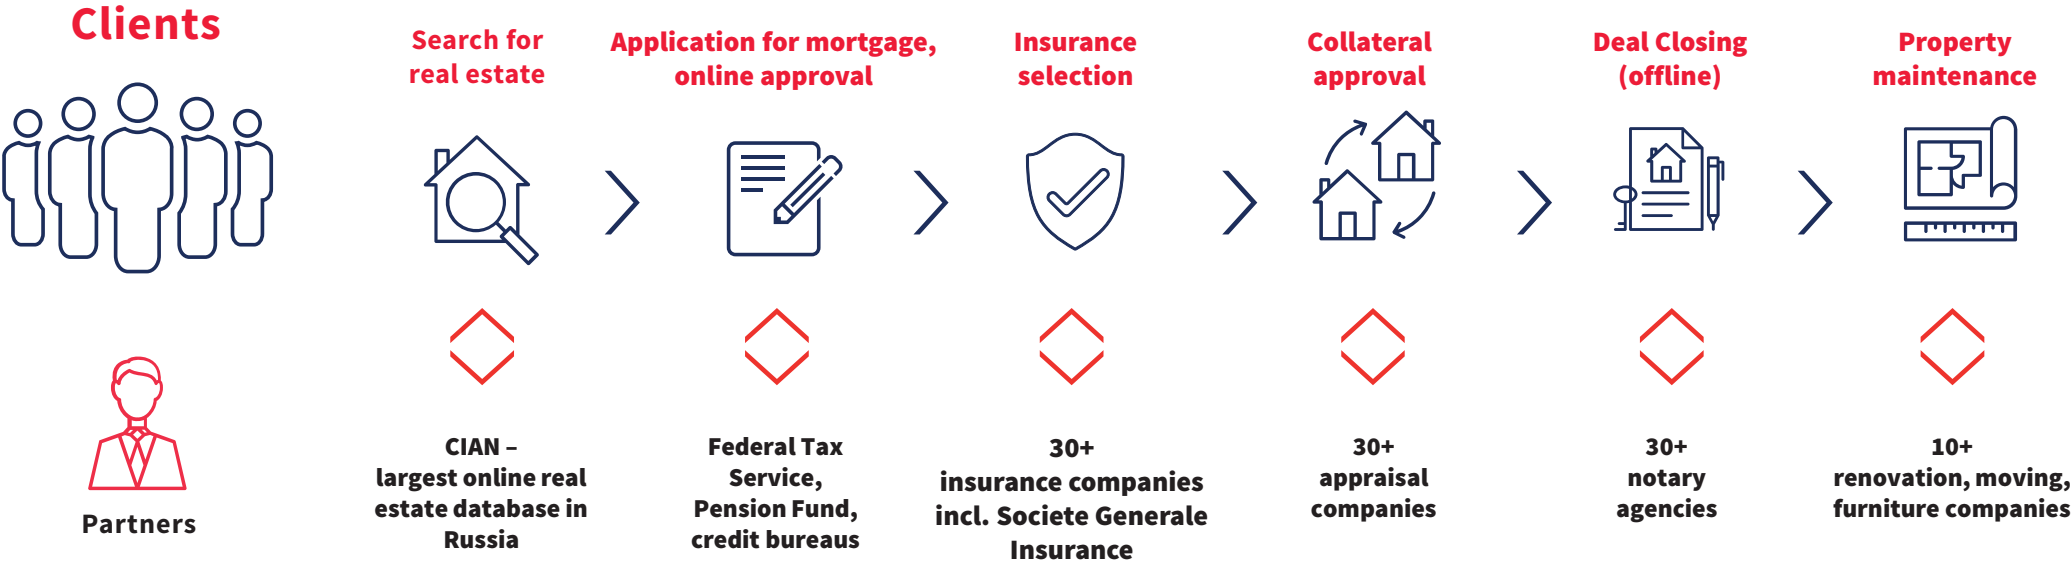 Clients
Search for
real estate
Application for mortgage,
online approval
Insurance
selection
Collateral
approval
Deal Closing
(offline)
Property
maintenance
Partners
CIAN –
largest online real
estate database in
Russia
Federal Tax
Service,
Pension Fund,
credit bureaus
30+
insurance companies
incl. Societe Generale
Insurance
30+
appraisal
companies
30+
notary
agencies
10+
renovation, moving,
furniture companies